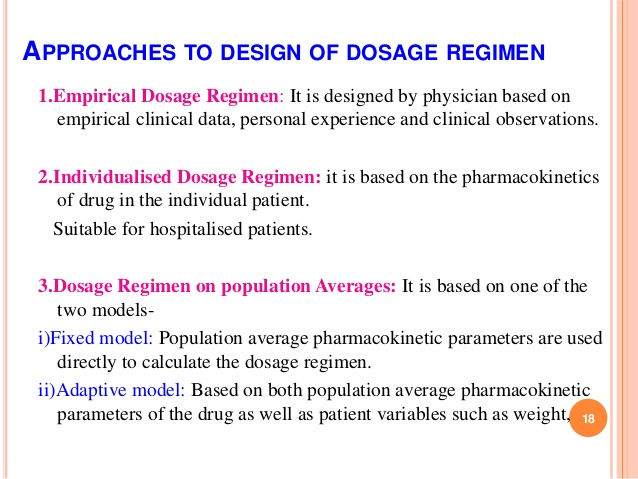 APPROACHES TO DESIGN OF DOSAGE REGIMEN
1.Empirical Dosage Regimen: It is designed by physician based on
empirical clinical data, personal experience and clinical observations.
2.Individualised Dosage Regimen: it is based on the pharmacokinetics
of drug in the individual patient.
Suitable for hospitalised patients.
3.Dosage Regimen on population Averages: It is based on one of the
two models-
i)Fixed model: Population average pharmacokinetic parameters are used
directly to calculate the dosage regimen.
ii)Adaptive model: Based on both population average pharmacokinetic
parameters of the drug as well as patient variables such as weight,
18